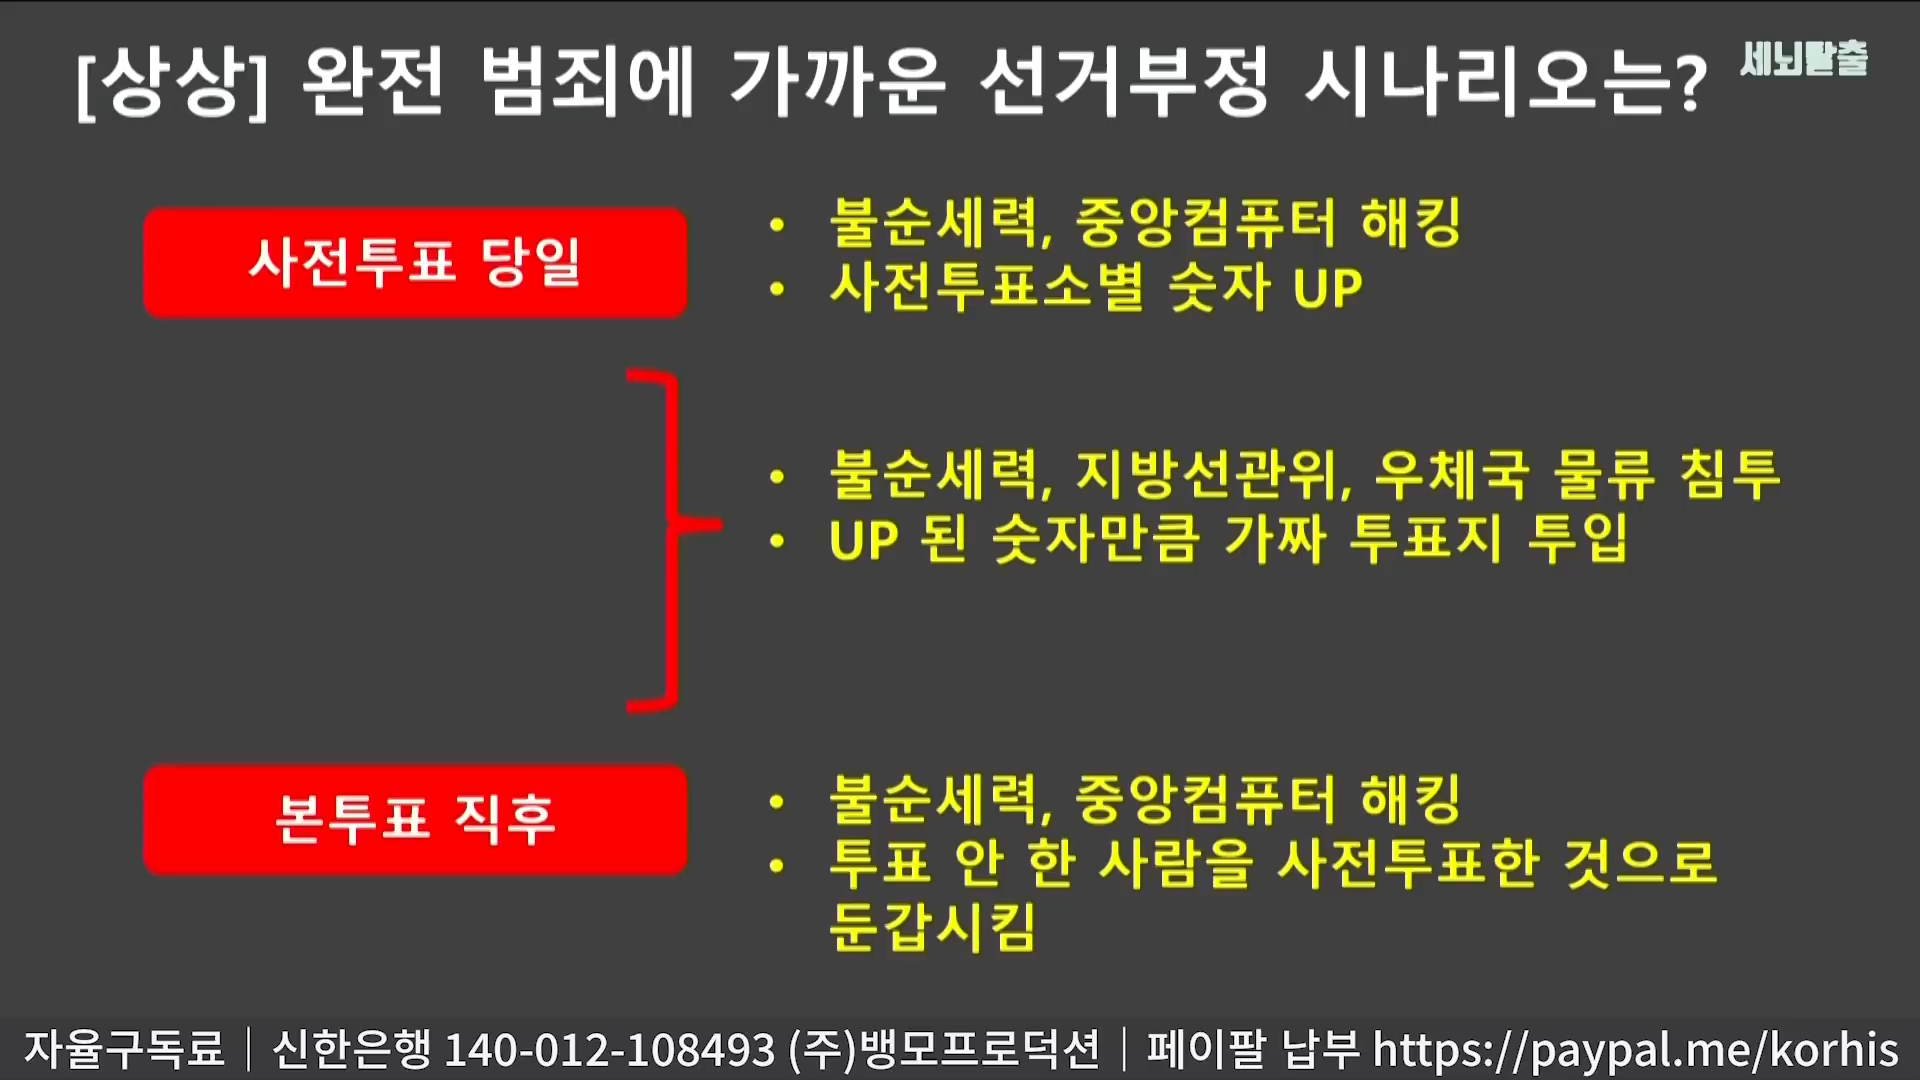 [상상] 완전 범죄에 가까운 선거부정 시나리오는?
세뇌탈출
사전투표 당일
• 불순세력, 중앙컴퓨터 해킹
• 사전투표소별 숫자 UP
• 불순세력, 지방선관위, 우체국 물류 침투
• UP 된 숫자만큼 가짜 투표지 투입
본투표 직후
• 불순세력, 중앙컴퓨터 해킹
• 투표 안 한 사람을 사전투표한 것으로
둔갑시킴
자율구독료│신한은행 140-012-108493 (주)뱅모프로덕션│페이팔 납부 https://paypal.me/korhis